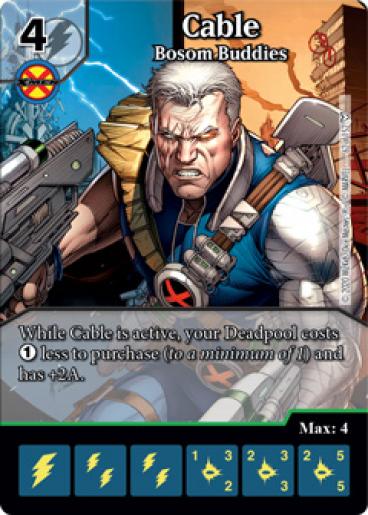 4
Cable
Bosom Buddies
X-MEN
While Cable is active, your Deadpool costs
1 less to purchase (to a minimum of 1) and
has +2A.
Max: 4
1 3
2
2 3
3
2 5
5